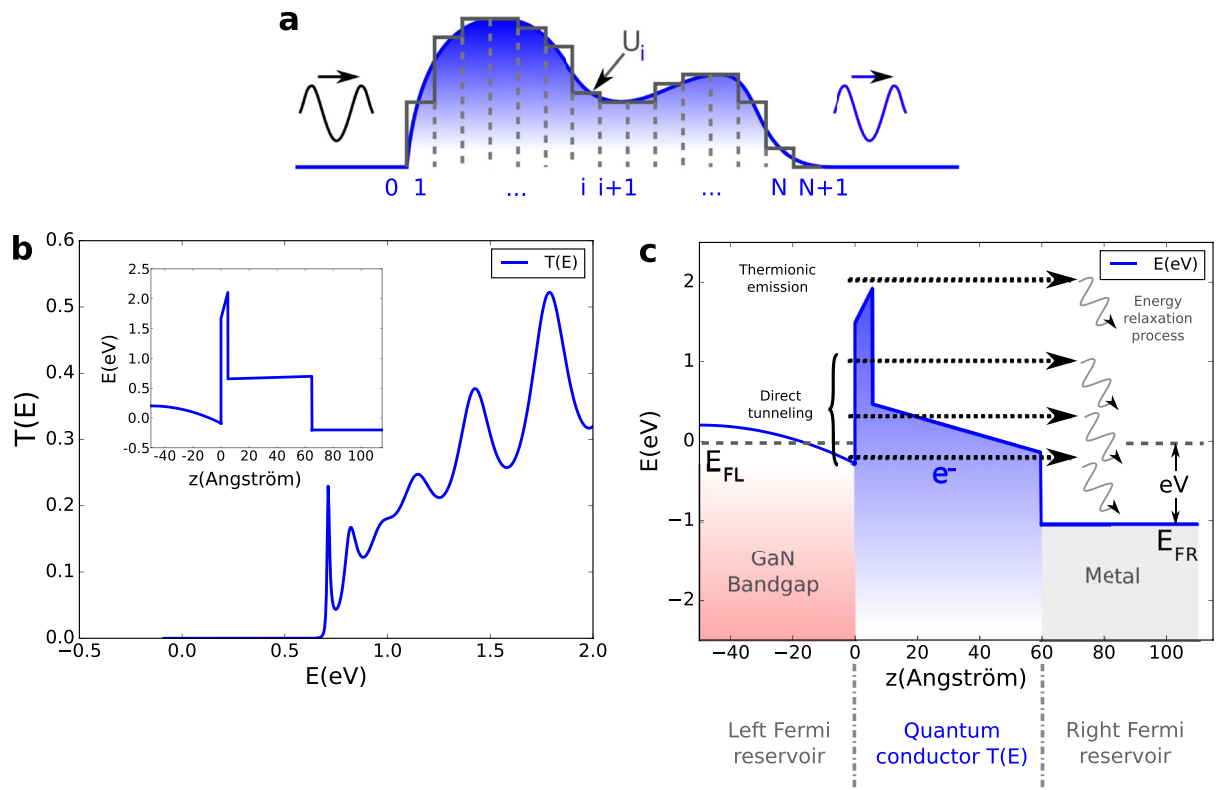 a
U
i
0 1 ... i i+1 ... N N+1
b
0.6
0.5
0.4
0.3
0.2
0.1
0.0
T(E)
T(E)
2.5
2.0
1.5
1.0
0.5
0.0
-0.5
E(eV)
-40 -20 0 20 40 60 80 100
z(Angström)
−0.5 0.0 0.5 1.0 1.5 2.0
E(eV)
c
E(eV)
2
1
0
−1
−2
E(eV)
Thermionic
emission
Energy
relaxation
process
Direct
tunneling
E
FL
e-
eV
E
FR
GaN
Bandgap
Metal
−40 −20 0 20 40 60 80 100
z(Angström)
Left Fermi
reservoir
Quantum
conductor T(E)
Right Fermi
reservoir